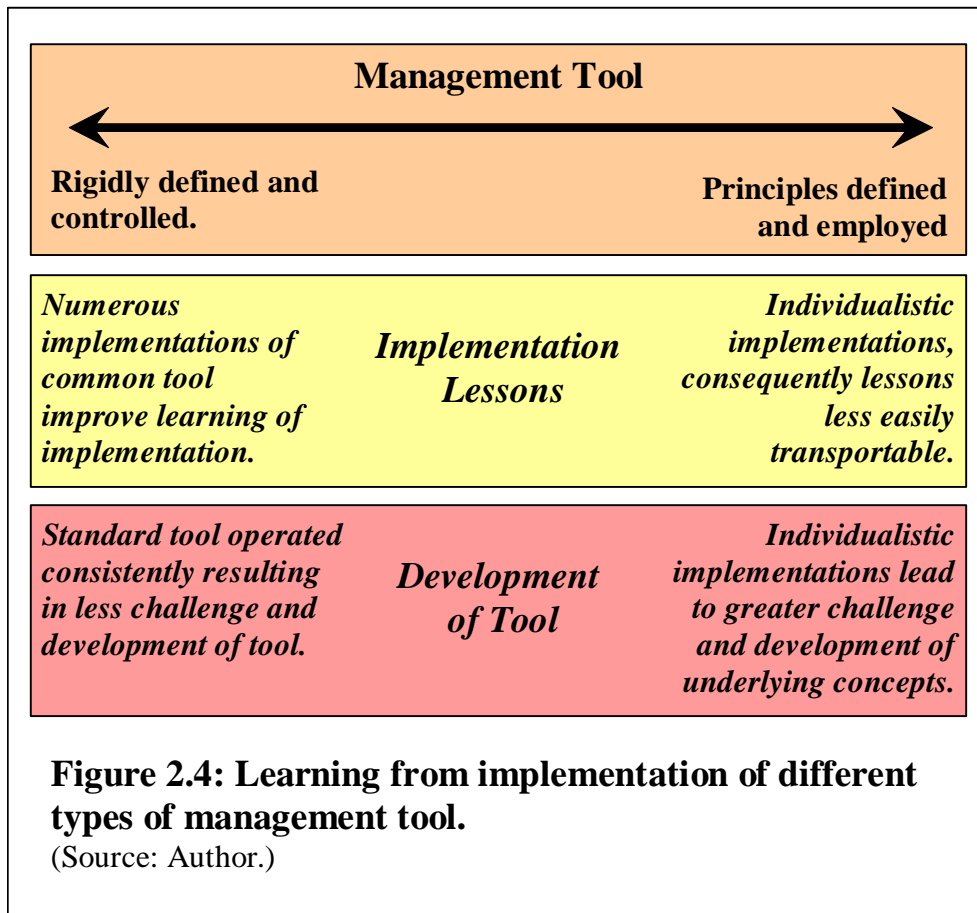 Management Tool
Rigidly defined and
controlled.
Principles defined
and employed
Numerous
implementations of
common tool
improve learning of
implementation.
Implementation
Lessons
Individualistic
implementations,
consequently lessons
less easily
transportable.
Standard tool operated
consistently resulting
in less challenge and
development of tool.
Development
of Tool
Individualistic
implementations lead
to greater challenge
and development of
underlying concepts.
Figure 2.4: Learning from implementation of different
types of management tool.
(Source: Author.)